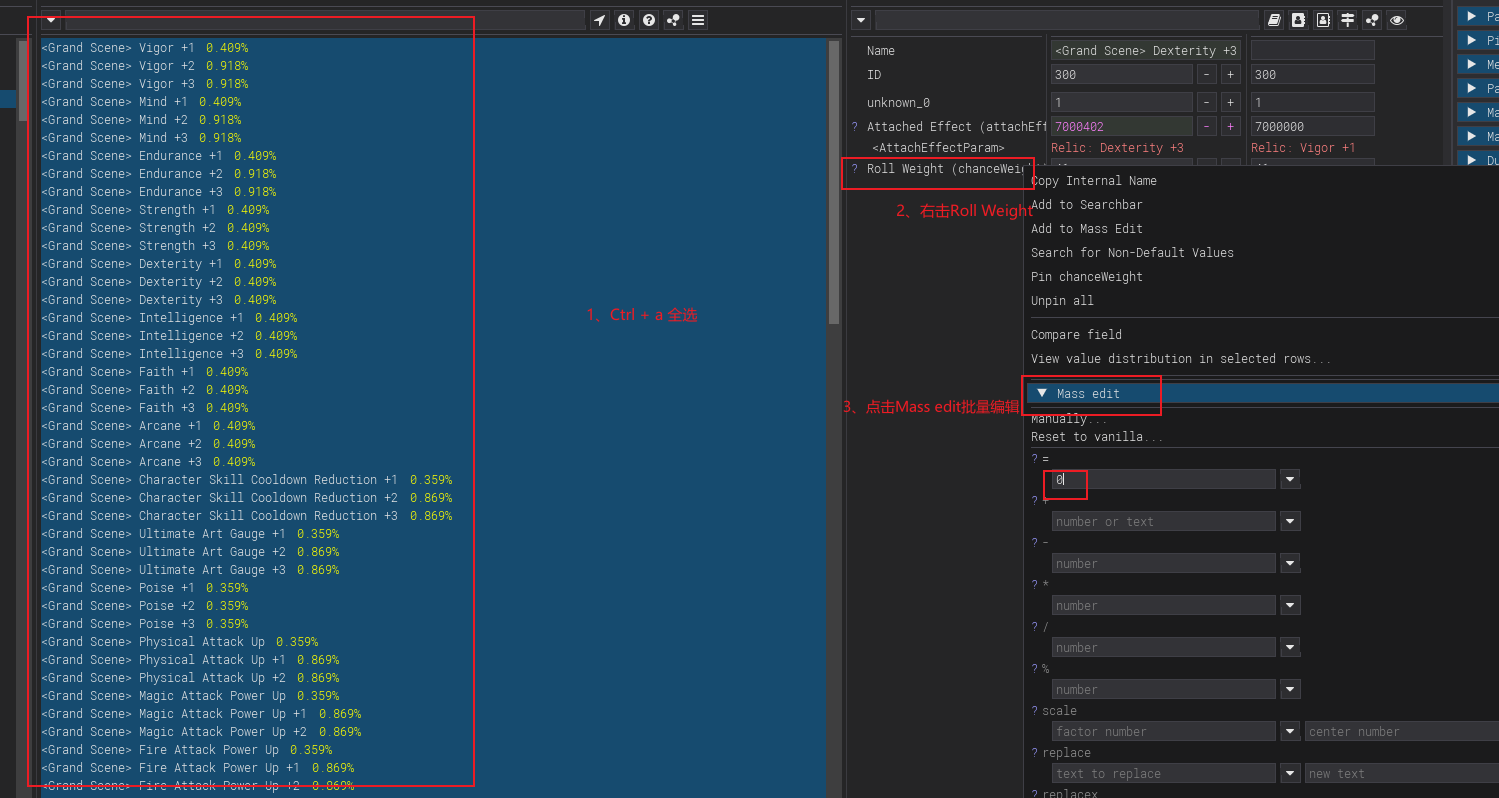 <Grand Scene> Vigor +1 0.409%
<Grand Scene> Vigor +2 0.918%
<Grand Scene> Vigor +3 0.918%
<Grand Scene> Mind +1 0.409%
<Grand Scene> Mind +2 0.918%
<Grand Scene> Mind +3 0.918%
<Grand Scene> Endurance +1 0.409%
<Grand Scene> Endurance +2 0.918%
<Grand Scene> Endurance +3 0.918%
<Grand Scene> Strength +1 0.409%
<Grand Scene> Strength +2 0.409%
<Grand Scene> Strength +3 0.409%
<Grand Scene> Dexterity +1 0.409%
<Grand Scene> Dexterity +2 0.409%
<Grand Scene> Dexterity +3 0.409%
<Grand Scene> Intelligence +1 0.409%
<Grand Scene> Intelligence +2 0.409%
<Grand Scene> Intelligence +3 0.409%
<Grand Scene> Faith +1 0.409%
<Grand Scene> Faith +2 0.409%
<Grand Scene> Faith +3 0.409%
<Grand Scene> Arcane +1 0.409%
<Grand Scene> Arcane +2 0.409%
<Grand Scene> Arcane +3 0.409%
<Grand Scene> Character Skill Cooldown Reduction +1 0.359%
<Grand Scene> Character Skill Cooldown Reduction +2 0.869%
<Grand Scene> Character Skill Cooldown Reduction +3 0.869%
<Grand Scene> Ultimate Art Gauge +1 0.359%
<Grand Scene> Ultimate Art Gauge +2 0.869%
<Grand Scene> Ultimate Art Gauge +3 0.869%
<Grand Scene> Poise +1 0.359%
<Grand Scene> Poise +2 0.359%
<Grand Scene> Poise +3 0.359%
<Grand Scene> Physical Attack Up 0.359%
<Grand Scene> Physical Attack Up +1 0.869%
<Grand Scene> Physical Attack Up +2 0.869%
<Grand Scene> Magic Attack Power Up 0.359%
<Grand Scene> Magic Attack Power Up +1 0.869%
<Grand Scene> Magic Attack Power Up +2 0.869%
<Grand Scene> Fire Attack Power Up 0.359%
<Grand Scene> Fire Attack Power Up +1 0.869%
<Grand Scene> Fire Attack Power Up +2 0.869%
1、Ctrl + a 全选
Name <Grand Scene> Dexterity +3
ID 300 - + 300
unknown_0 1 - + 1
? Attached Effect (attachEff 7000402 - + 7000000
<AttachEffectParam> Relic: Dexterity +3 Relic: Vigor +1
? Roll Weight (chanceWeig
2、右击Roll Weight
Copy Internal Name
Add to Searchbar
Add to Mass Edit
Search for Non-Default Values
Pin chanceWeight
Unpin all
Compare field
View value distribution in selected rows...
Mass edit
3、点击Mass edit批量编辑
Manually...
Reset to vanilla...
? =
0
? +
number or text
? -
number
? *
number
? /
number
? %
number
? scale
factor number center number
? replace
text to replace new text
? replacex
Pa
Pi
Me
Pa
Ma
Ma
Du